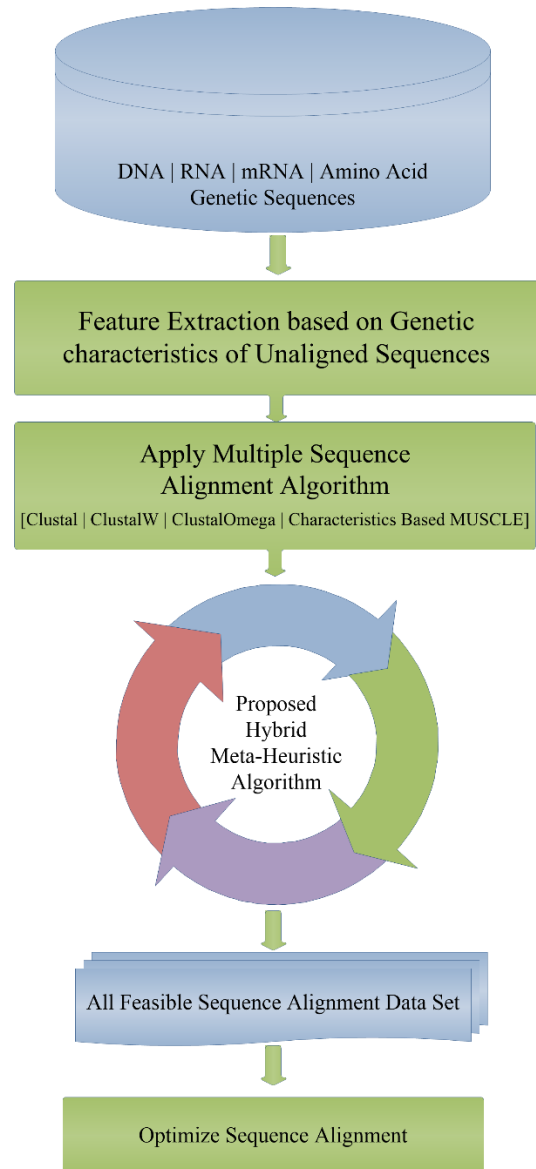 DNA | RNA | mRNA | Amino Acid
Genetic Sequences
Feature Extraction based on Genetic
characteristics of Unaligned Sequences
Apply Multiple Sequence
Alignment Algorithm
[Clustal | ClustalW | ClustalOmega | Characteristics Based MUSCLE]
Proposed
Hybrid
Meta-Heuristic
Algorithm
All Feasible Sequence Alignment Data Set
Optimize Sequence Alignment